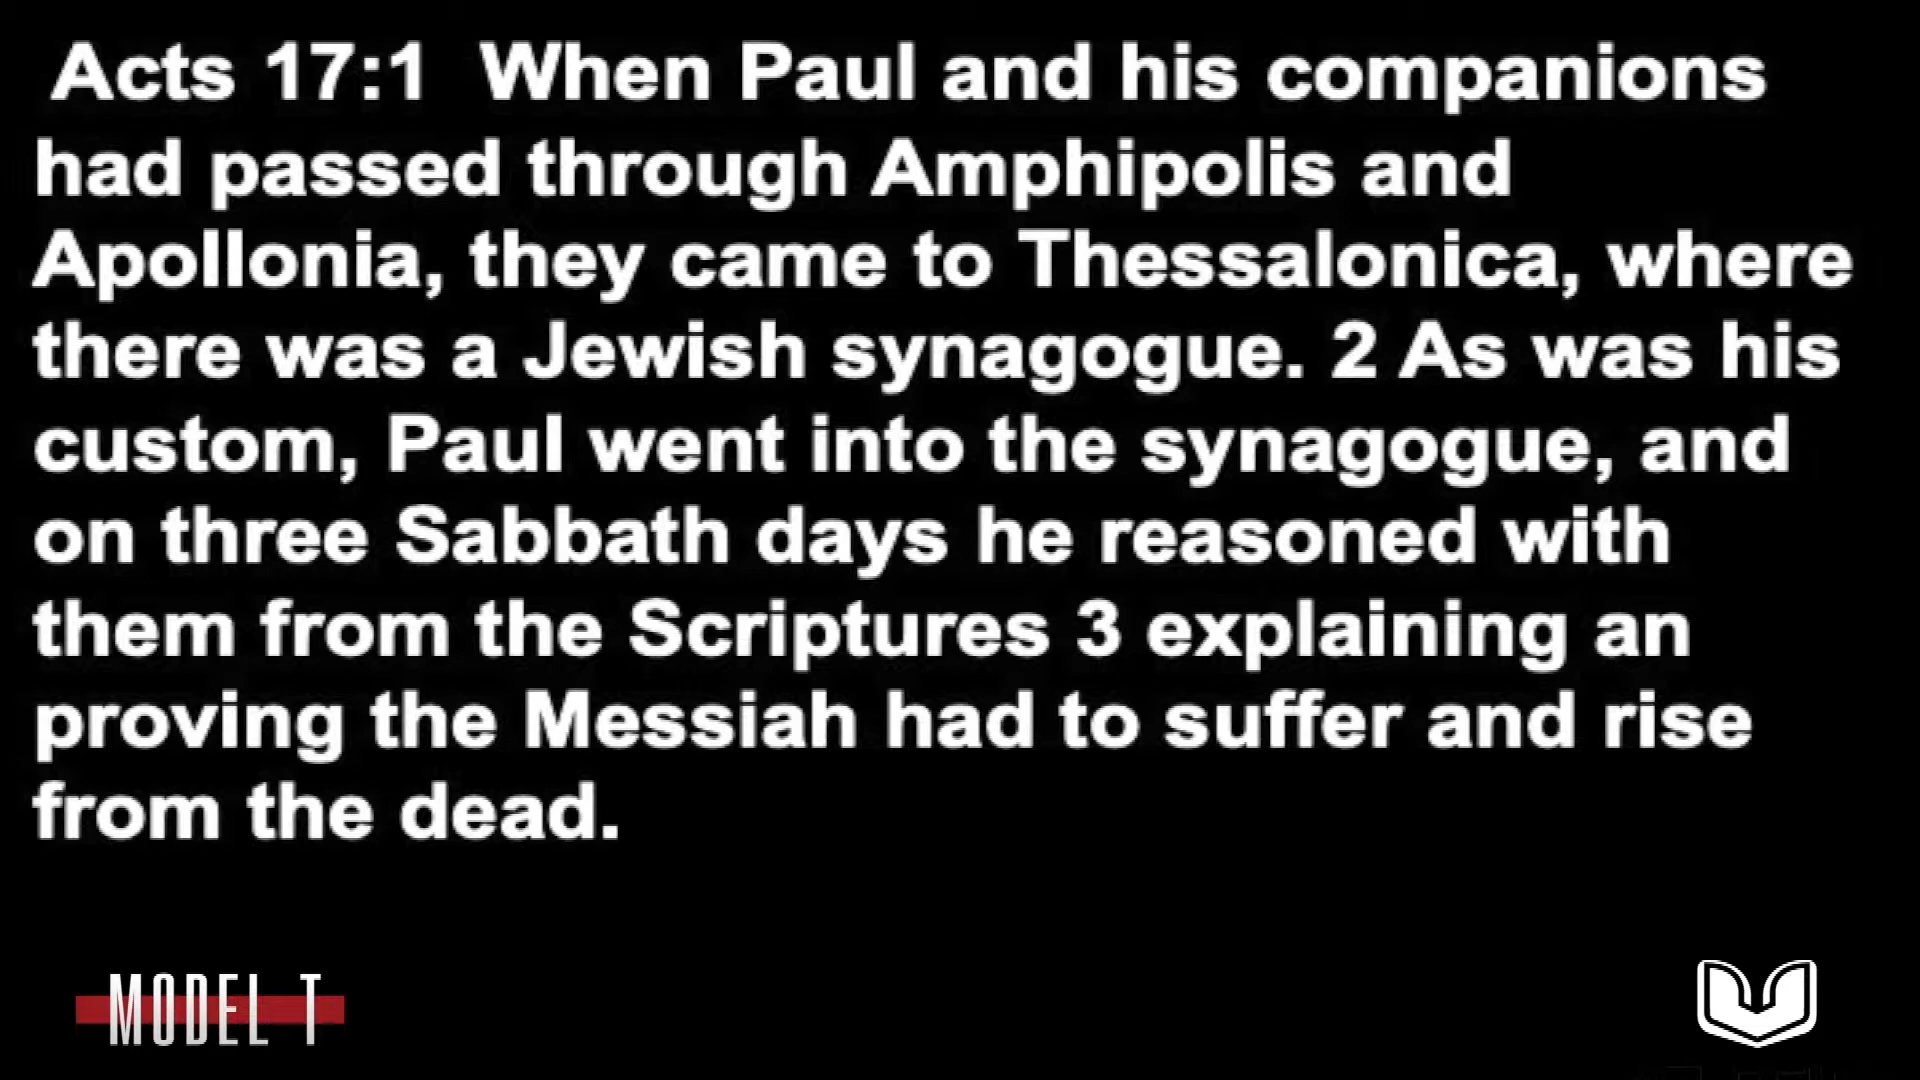 Acts 17:1  When Paul and his companions
had passed through Amphipolis and
Apollonia, they came to Thessalonica, where
there was a Jewish synagogue. 2 As was his
custom, Paul went into the synagogue, and
on three Sabbath days he reasoned with
them from the Scriptures 3 explaining an
proving the Messiah had to suffer and rise
from the dead.
MODEL T